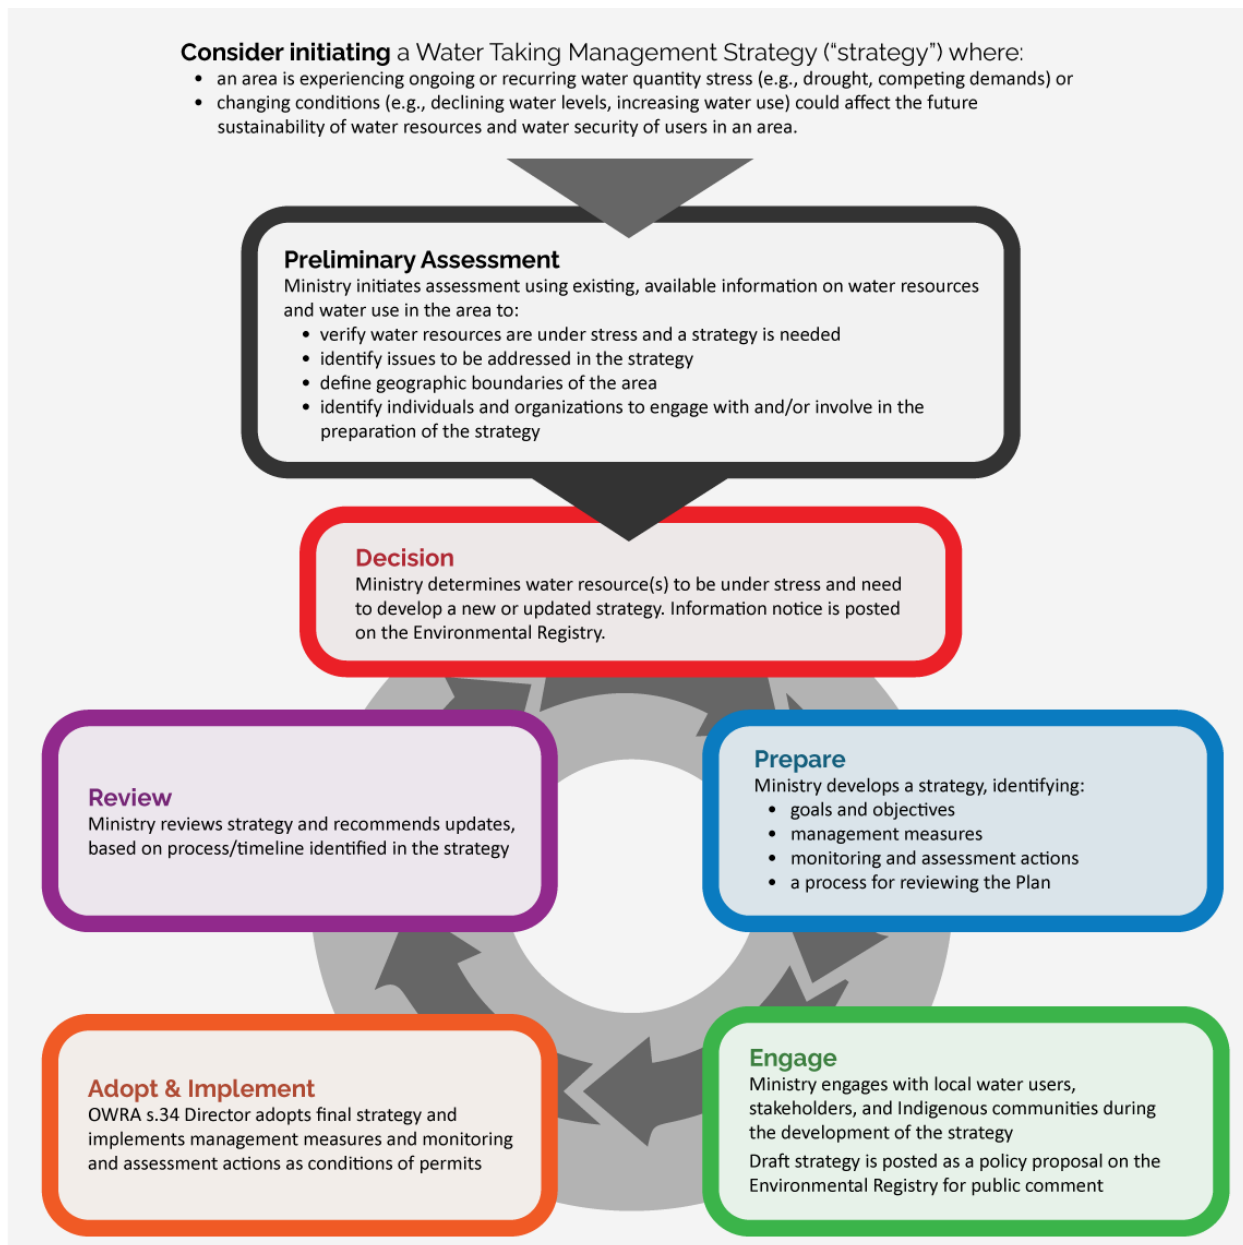 Consider initiating a Water Taking Management Strategy (“strategy”) where:
• an area is experiencing ongoing or recurring water quantity stress (e.g., drought, competing demands) or
• changing conditions (e.g., declining water levels, increasing water use) could affect the future
sustainability of water resources and water security of users in an area.
Preliminary Assessment
Ministry initiates assessment using existing, available information on water resources
and water use in the area to:
• verify water resources are under stress and a strategy is needed
• identify issues to be addressed in the strategy
• define geographic boundaries of the area
• identify individuals and organizations to engage with and/or involve in the
preparation of the strategy
Decision
Ministry determines water resource(s) to be under stress and need
to develop a new or updated strategy. Information notice is posted
on the Environmental Registry.
Prepare
Ministry develops a strategy, identifying:
• goals and objectives
• management measures
• monitoring and assessment actions
• a process for reviewing the Plan
Engage
Ministry engages with local water users,
stakeholders, and Indigenous communities during
the development of the strategy
Draft strategy is posted as a policy proposal on the
Environmental Registry for public comment
Adopt & Implement
OWRA s.34 Director adopts final strategy and
implements management measures and monitoring
and assessment actions as conditions of permits
Review
Ministry reviews strategy and recommends updates,
based on process/timeline identified in the strategy